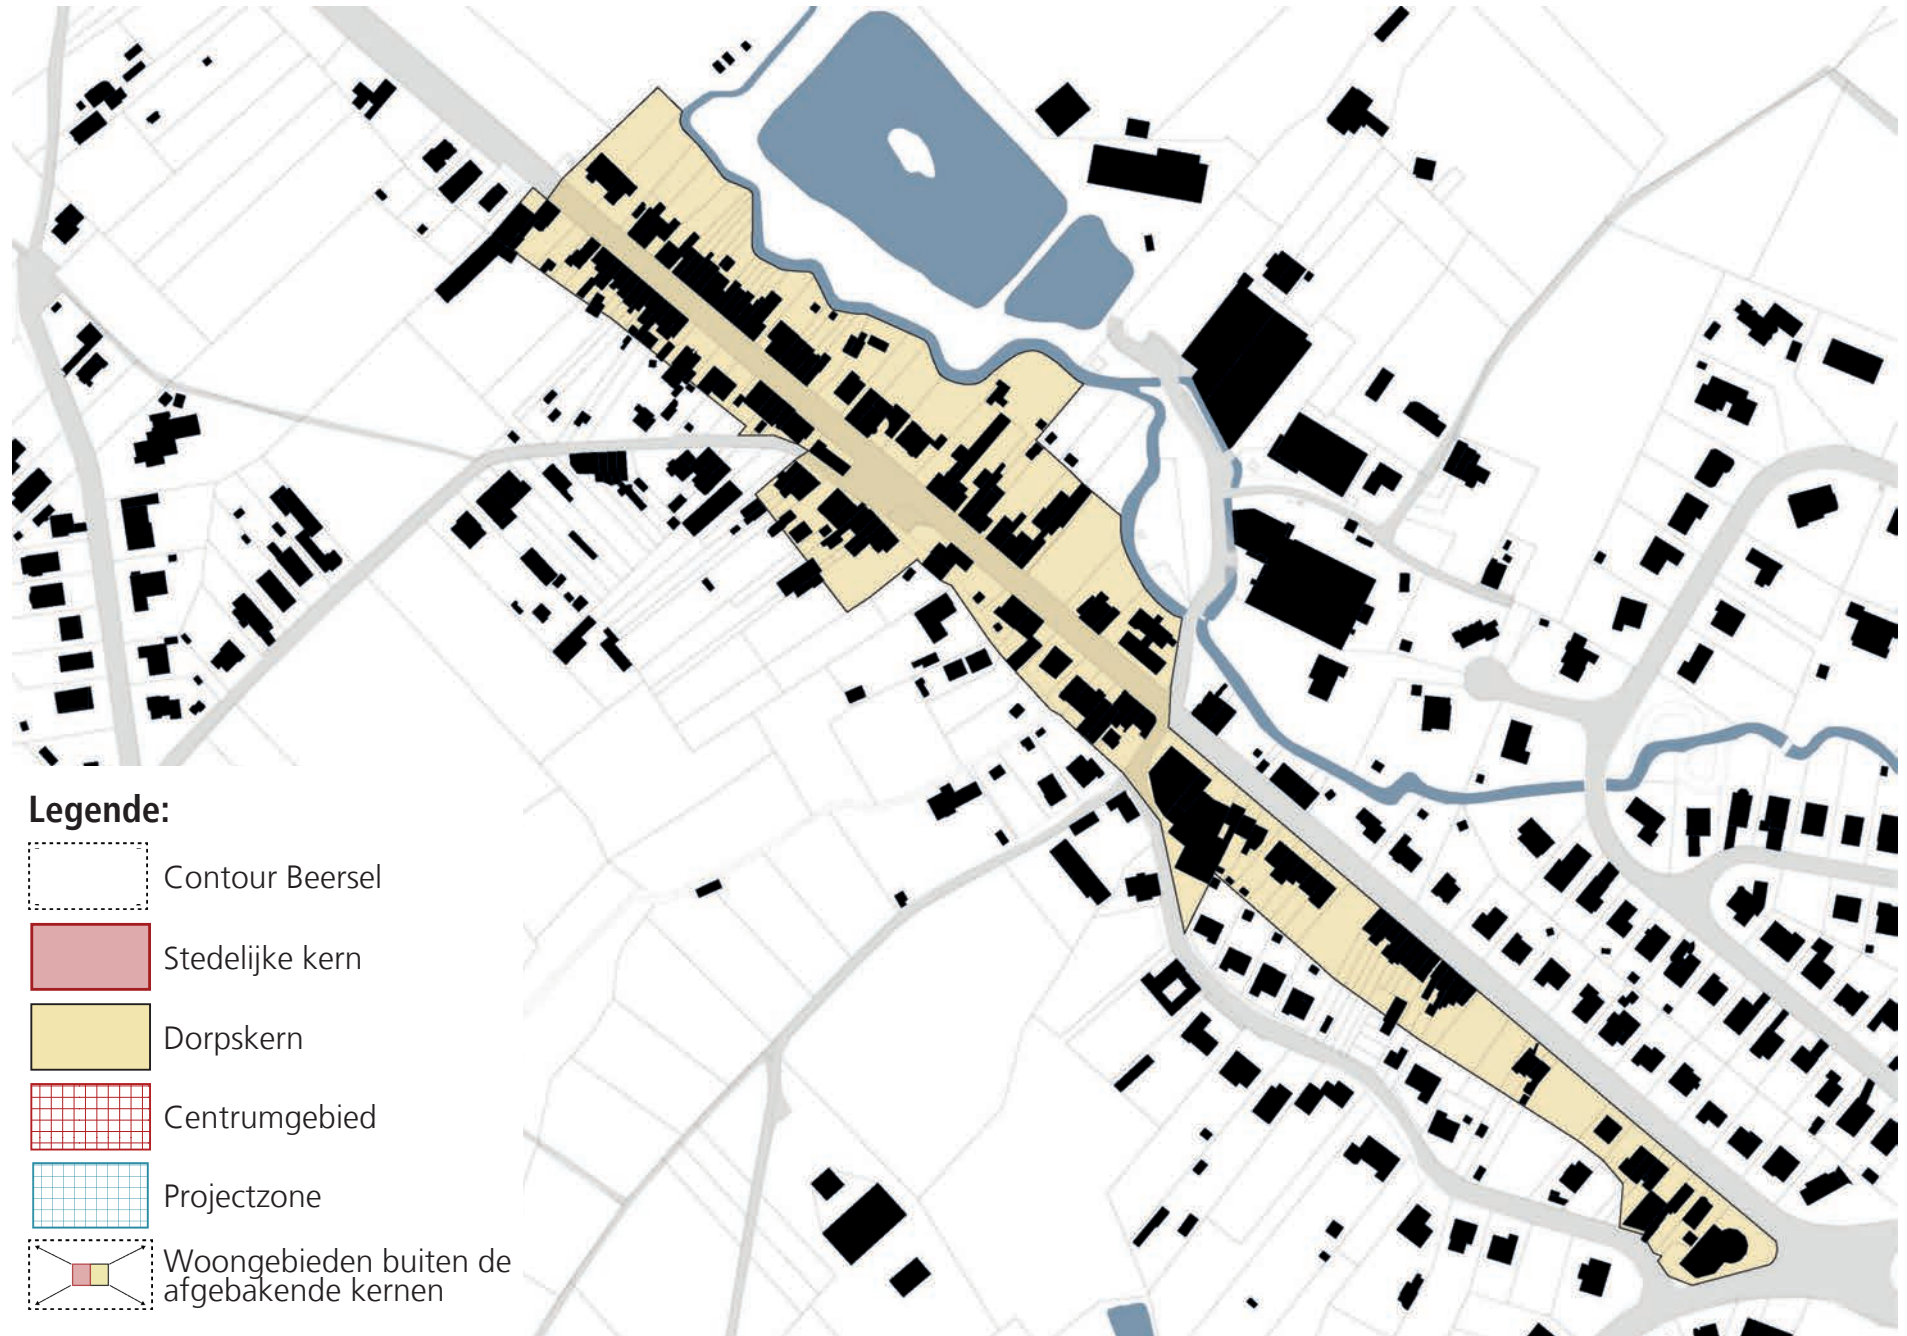 Legende:
Contour Beersel
Stedelijke kern
Dorpskern
Centrumgebied
Projectzone
Woongebieden buiten de
afgebakende kernen